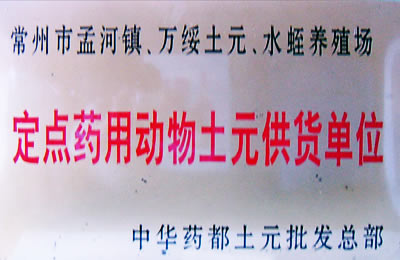 常州市孟河镇、万绥土元、水蛭养殖场
定点药用动物土元供货单位
中华药都土元批发总部